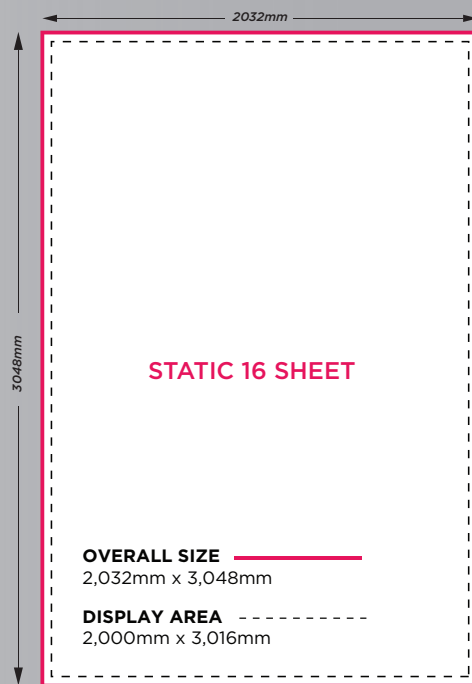 2032mm
3048mm
STATIC 16 SHEET
OVERALL SIZE
2,032mm x 3,048mm
DISPLAY AREA
2,000mm x 3,016mm